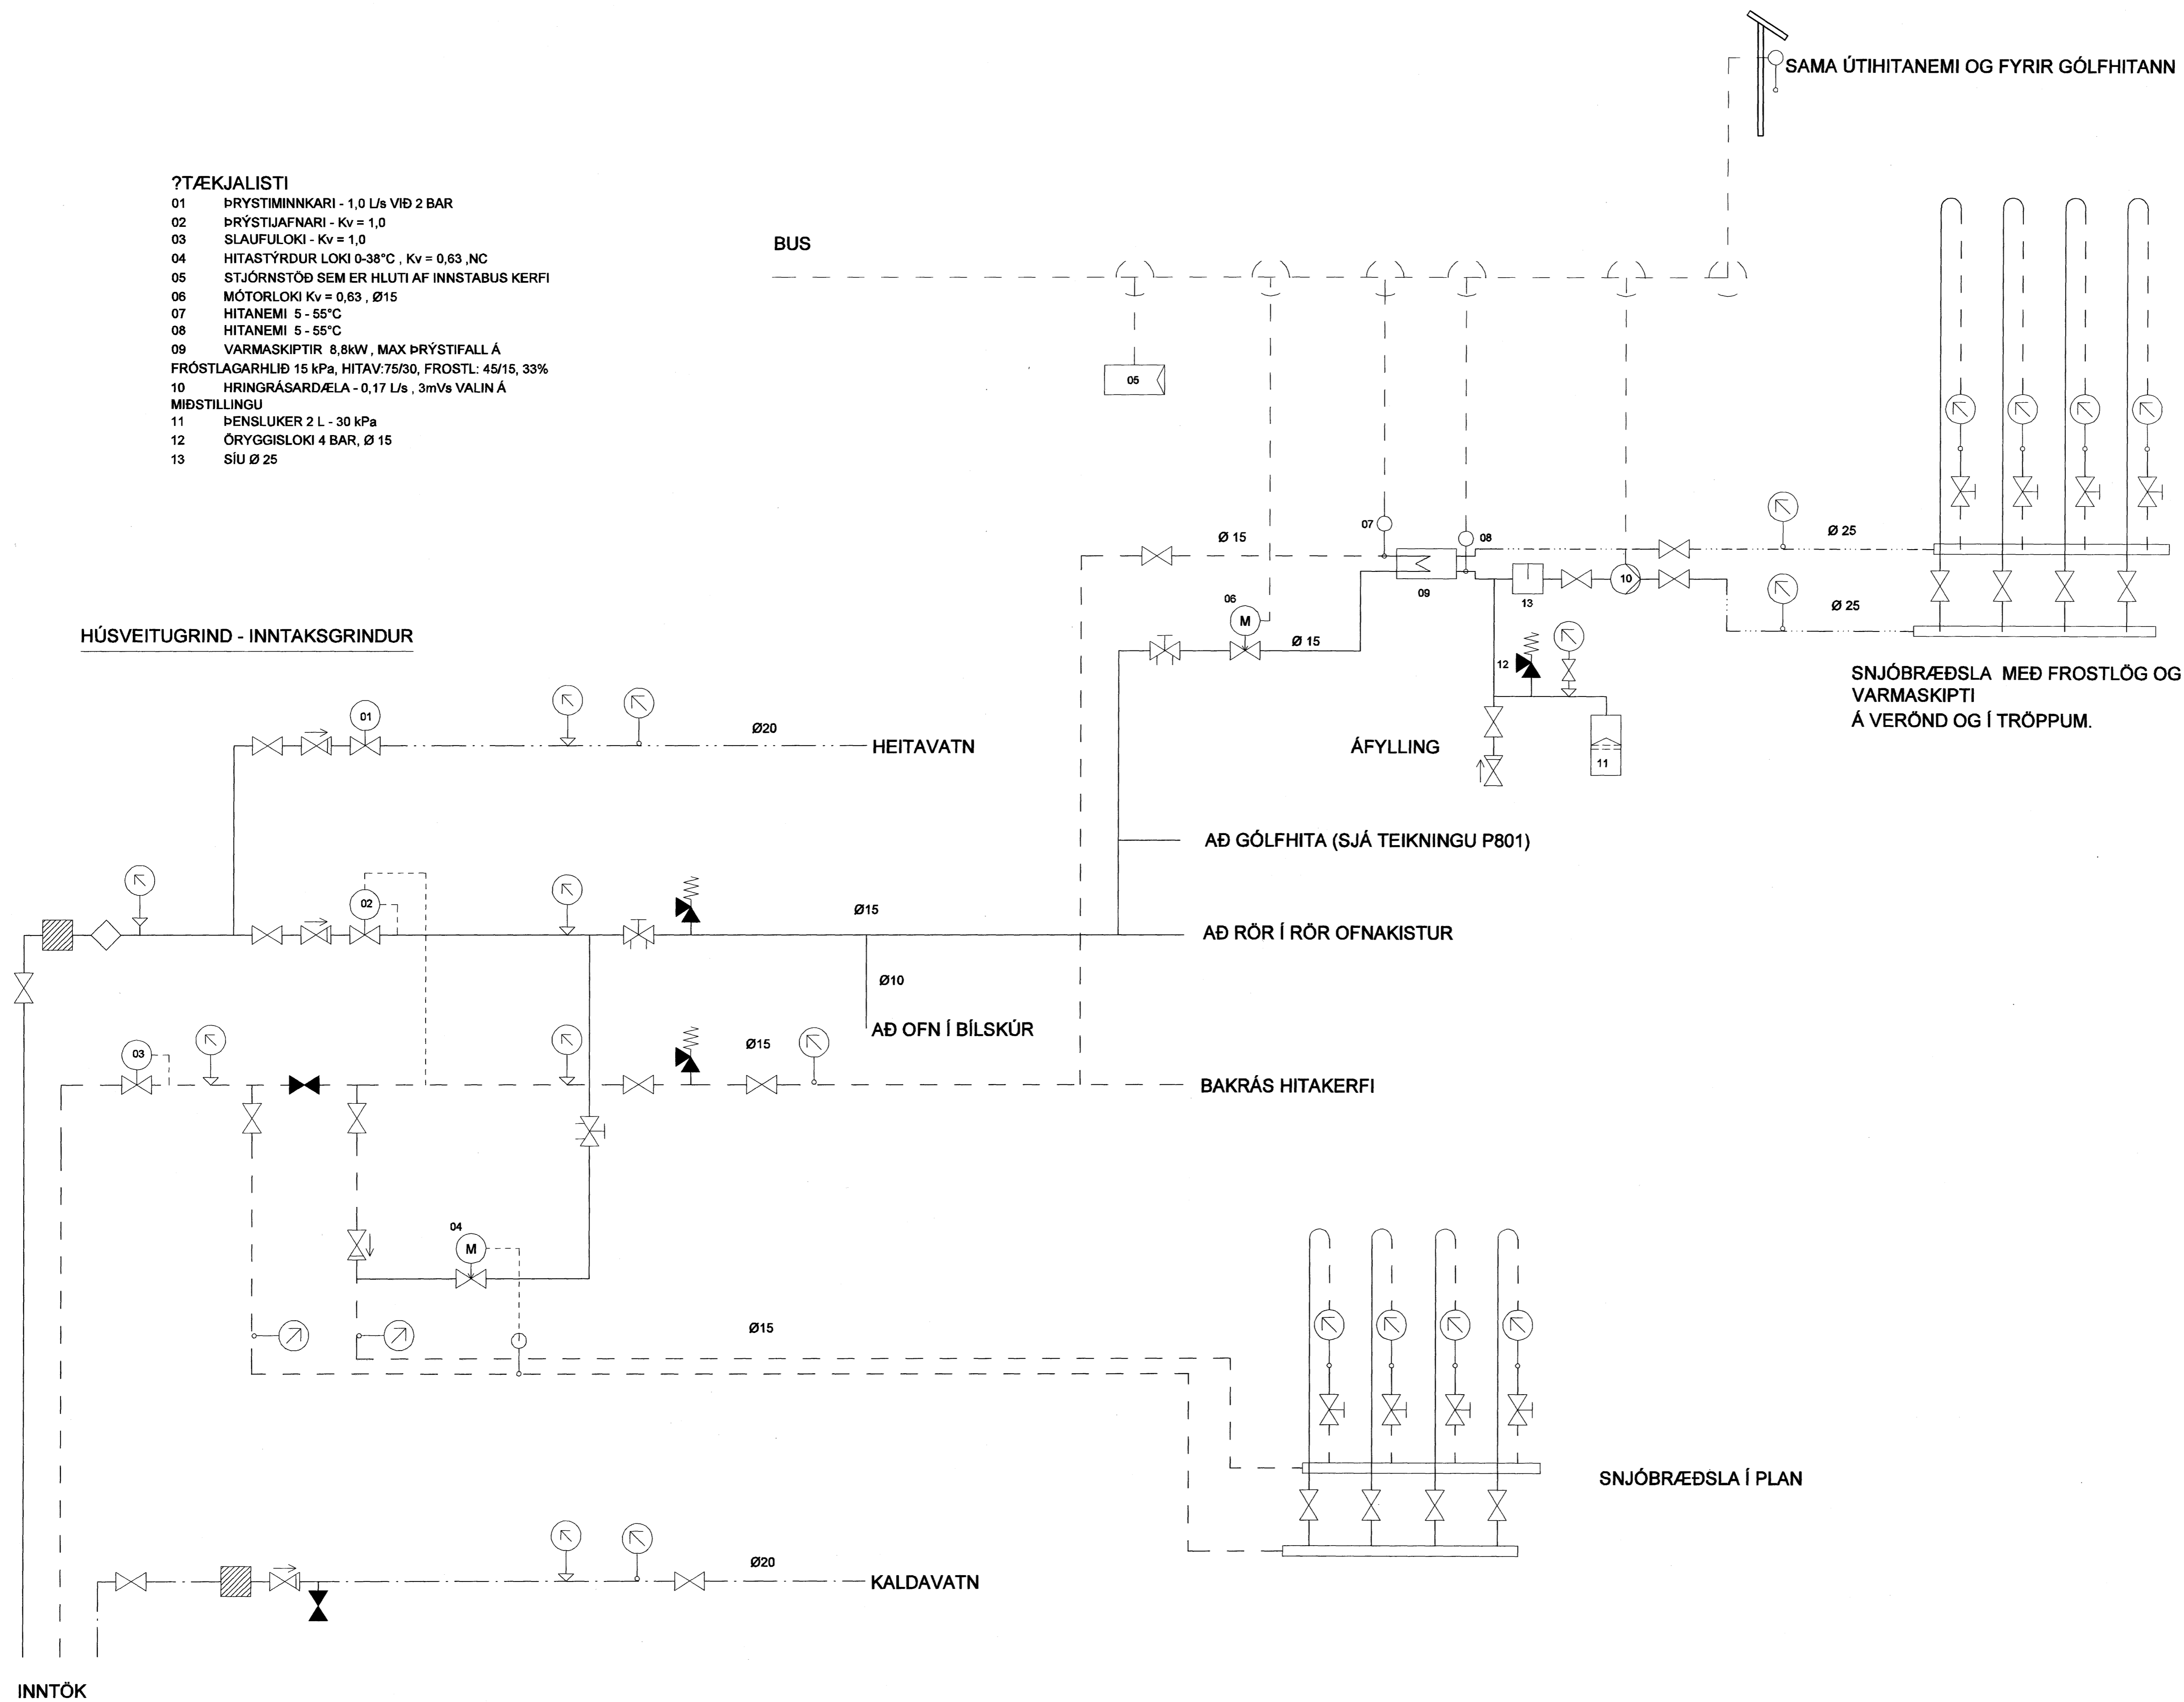 SAMA ÚTIHITANEMI OG FYRIR GÓLFHITANN
?TÆKJALISTI
01 ÞRYSTIMINNKARI - 1,0 L/s VIÐ 2 BAR
02 ÞRÝSTIJAFNARI - Kv = 1,0
03 SLAUFULOKI - Kv = 1,0
04 HITASTÝRDUR LOKI 0-38°C , Kv = 0,63 ,NC
05 STJÓRNSTÖÐ SEM ER HLUTI AF INNSTABUS KERFI
06 MÓTORLOKI Kv = 0,63 , Ø15
07 HITANEMI 5 - 55°C
08 HITANEMI 5 - 55°C
09 VARMASKIPTIR 8,8kW , MAX ÞRÝSTIFALL Á
FRÓSTLAGARHLIÐ 15 kPa, HITAV:75/30, FROSTL: 45/15, 33%
10 HRINGRÁSARDÆLA - 0,17 L/s , 3mVs VALIN Á
MIÐSTILLINGU
11 ÞENSLUKER 2 L - 30 kPa
12 ÖRYGGISLOKI 4 BAR, Ø 15
13 SÍU Ø 25
BUS
05
07
08
Ø 15
Ø 25
09
13
10
06
M
Ø 15
Ø 25
12
11
ÁFYLLING
SNJÓBRÆÐSLA MEÐ FROSTLÖG OG
VARMASKIPTI
Á VERÖND OG Í TRÖPPUM.
HÚSVEITUGRIND - INNTAKSGRINDUR
01
Ø20
HEITAVATN
AÐ GÓLFHITA (SJÁ TEIKNINGU P801)
02
Ø15
AÐ RÖR Í RÖR OFNAKISTUR
Ø10
AÐ OFN Í BÍLSKÚR
03
Ø15
BAKRÁS HITAKERFI
04
M
Ø15
SNJÓBRÆÐSLA Í PLAN
Ø20
KALDAVATN
INNTÖK